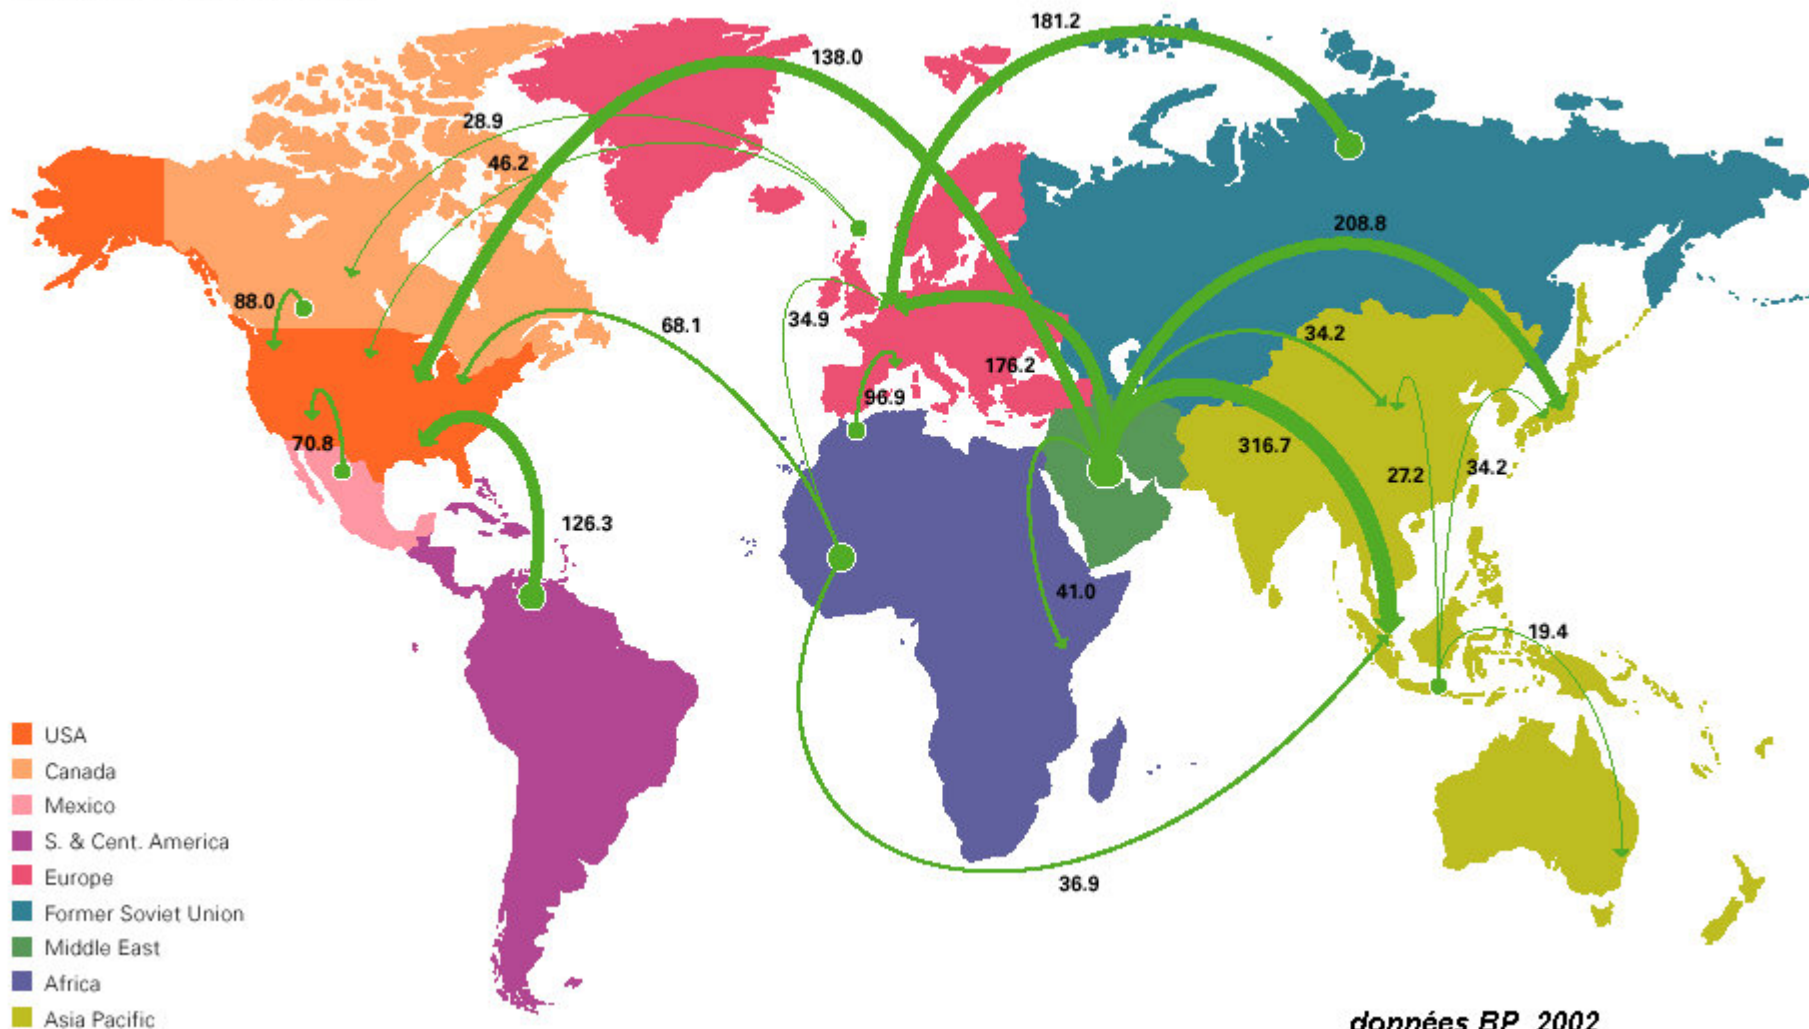 181.2
138.0
28.9
46.2
208.8
88.0
34.9
68.1
34.2
176.2
96.9
70.8
316.7
27.2
34.2
126.3
41.0
19.4
36.9
USA
Canada
Mexico
S. & Cent. America
Europe
Former Soviet Union
Middle East
Africa
Asia Pacific
données BP 2002